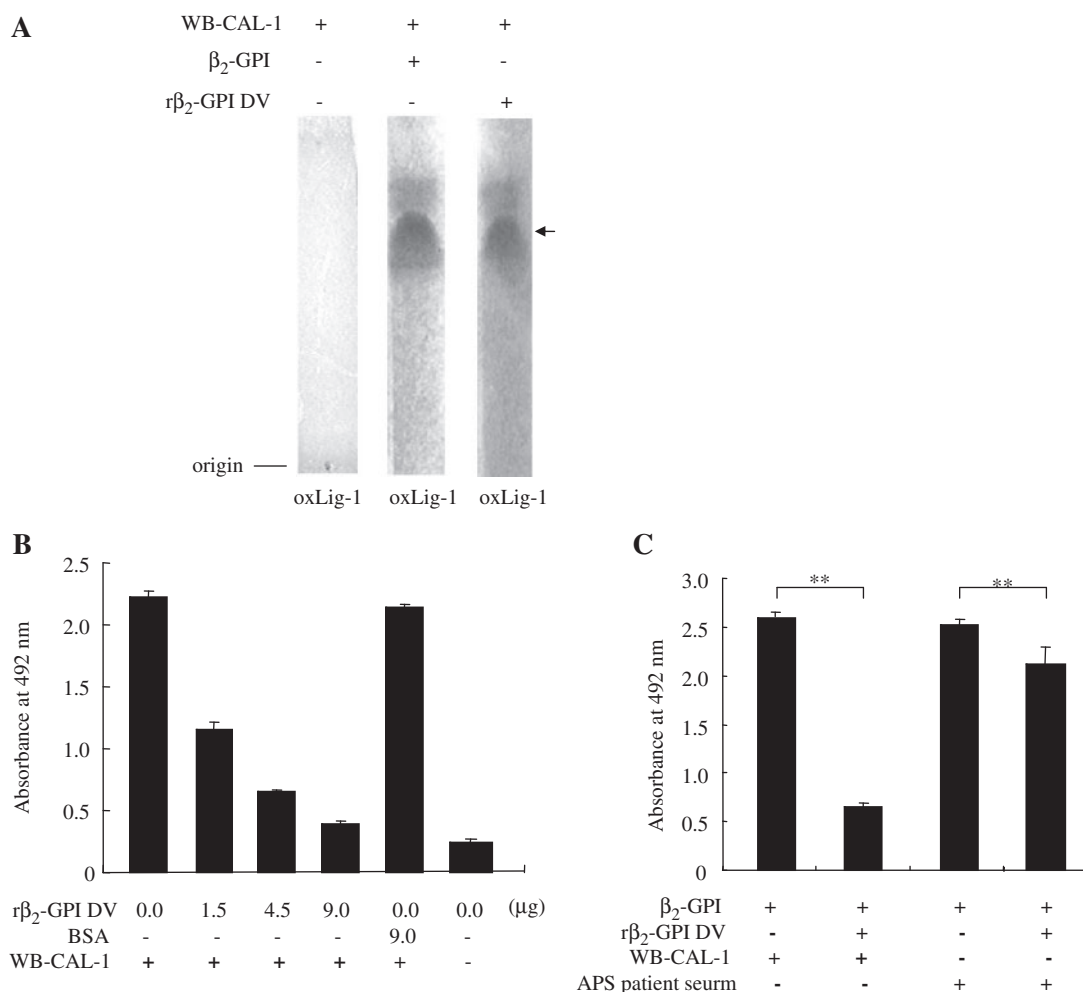 A
WB-CAL-1 + + +
β2-GPI - + -
rβ2-GPI DV - - +
origin
oxLig-1 oxLig-1 oxLig-1
B
Absorbance at 492 nm
2.5
2.0
1.5
1.0
0.5
0
rβ2-GPI DV 0.0 1.5 4.5 9.0 0.0 0.0 (μg)
BSA - - - - 9.0 -
WB-CAL-1 + + + + + -
C
Absorbance at 492 nm
3.0
** **
2.5
2.0
1.5
1.0
0.5
0
β2-GPI + + + +
rβ2-GPI DV - + - +
WB-CAL-1 + + - -
APS patient seurm - - + +